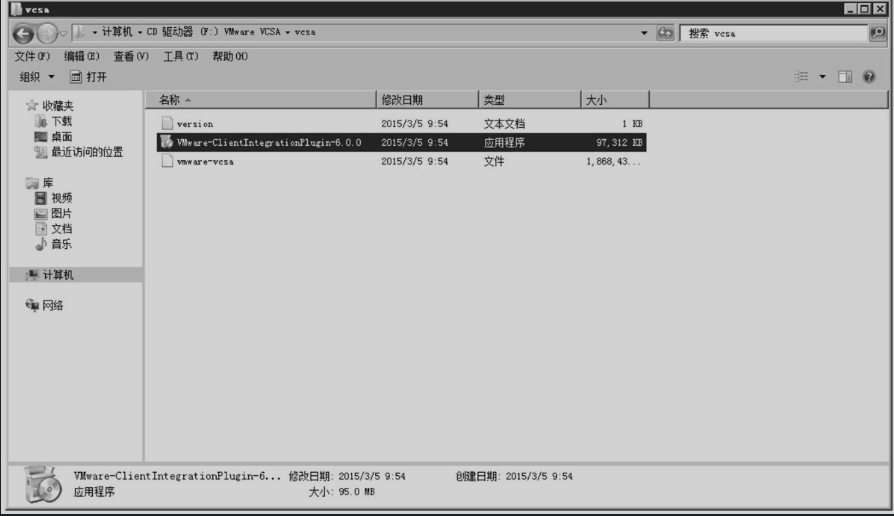 vcsa
计算机 CD 驱动器 (F:) VMware VCSA vcsa
搜索 vcsa
文件(F) 编辑(E) 查看(V) 工具(T) 帮助(H)
组织 打开
收藏夹
下载
桌面
最近访问的位置
库
视频
图片
文档
音乐
计算机
网络
名称 修改日期 类型 大小
version 2015/3/5 9:54 文本文档 1 KB
VMware-ClientIntegrationPlugin-6.0.0 2015/3/5 9:54 应用程序 97,312 KB
vmware-vcsa 2015/3/5 9:54 文件 1,868,43...
VMware-ClientIntegrationPlugin-6... 修改日期: 2015/3/5 9:54 创建日期: 2015/3/5 9:54
应用程序 大小: 95.0 MB